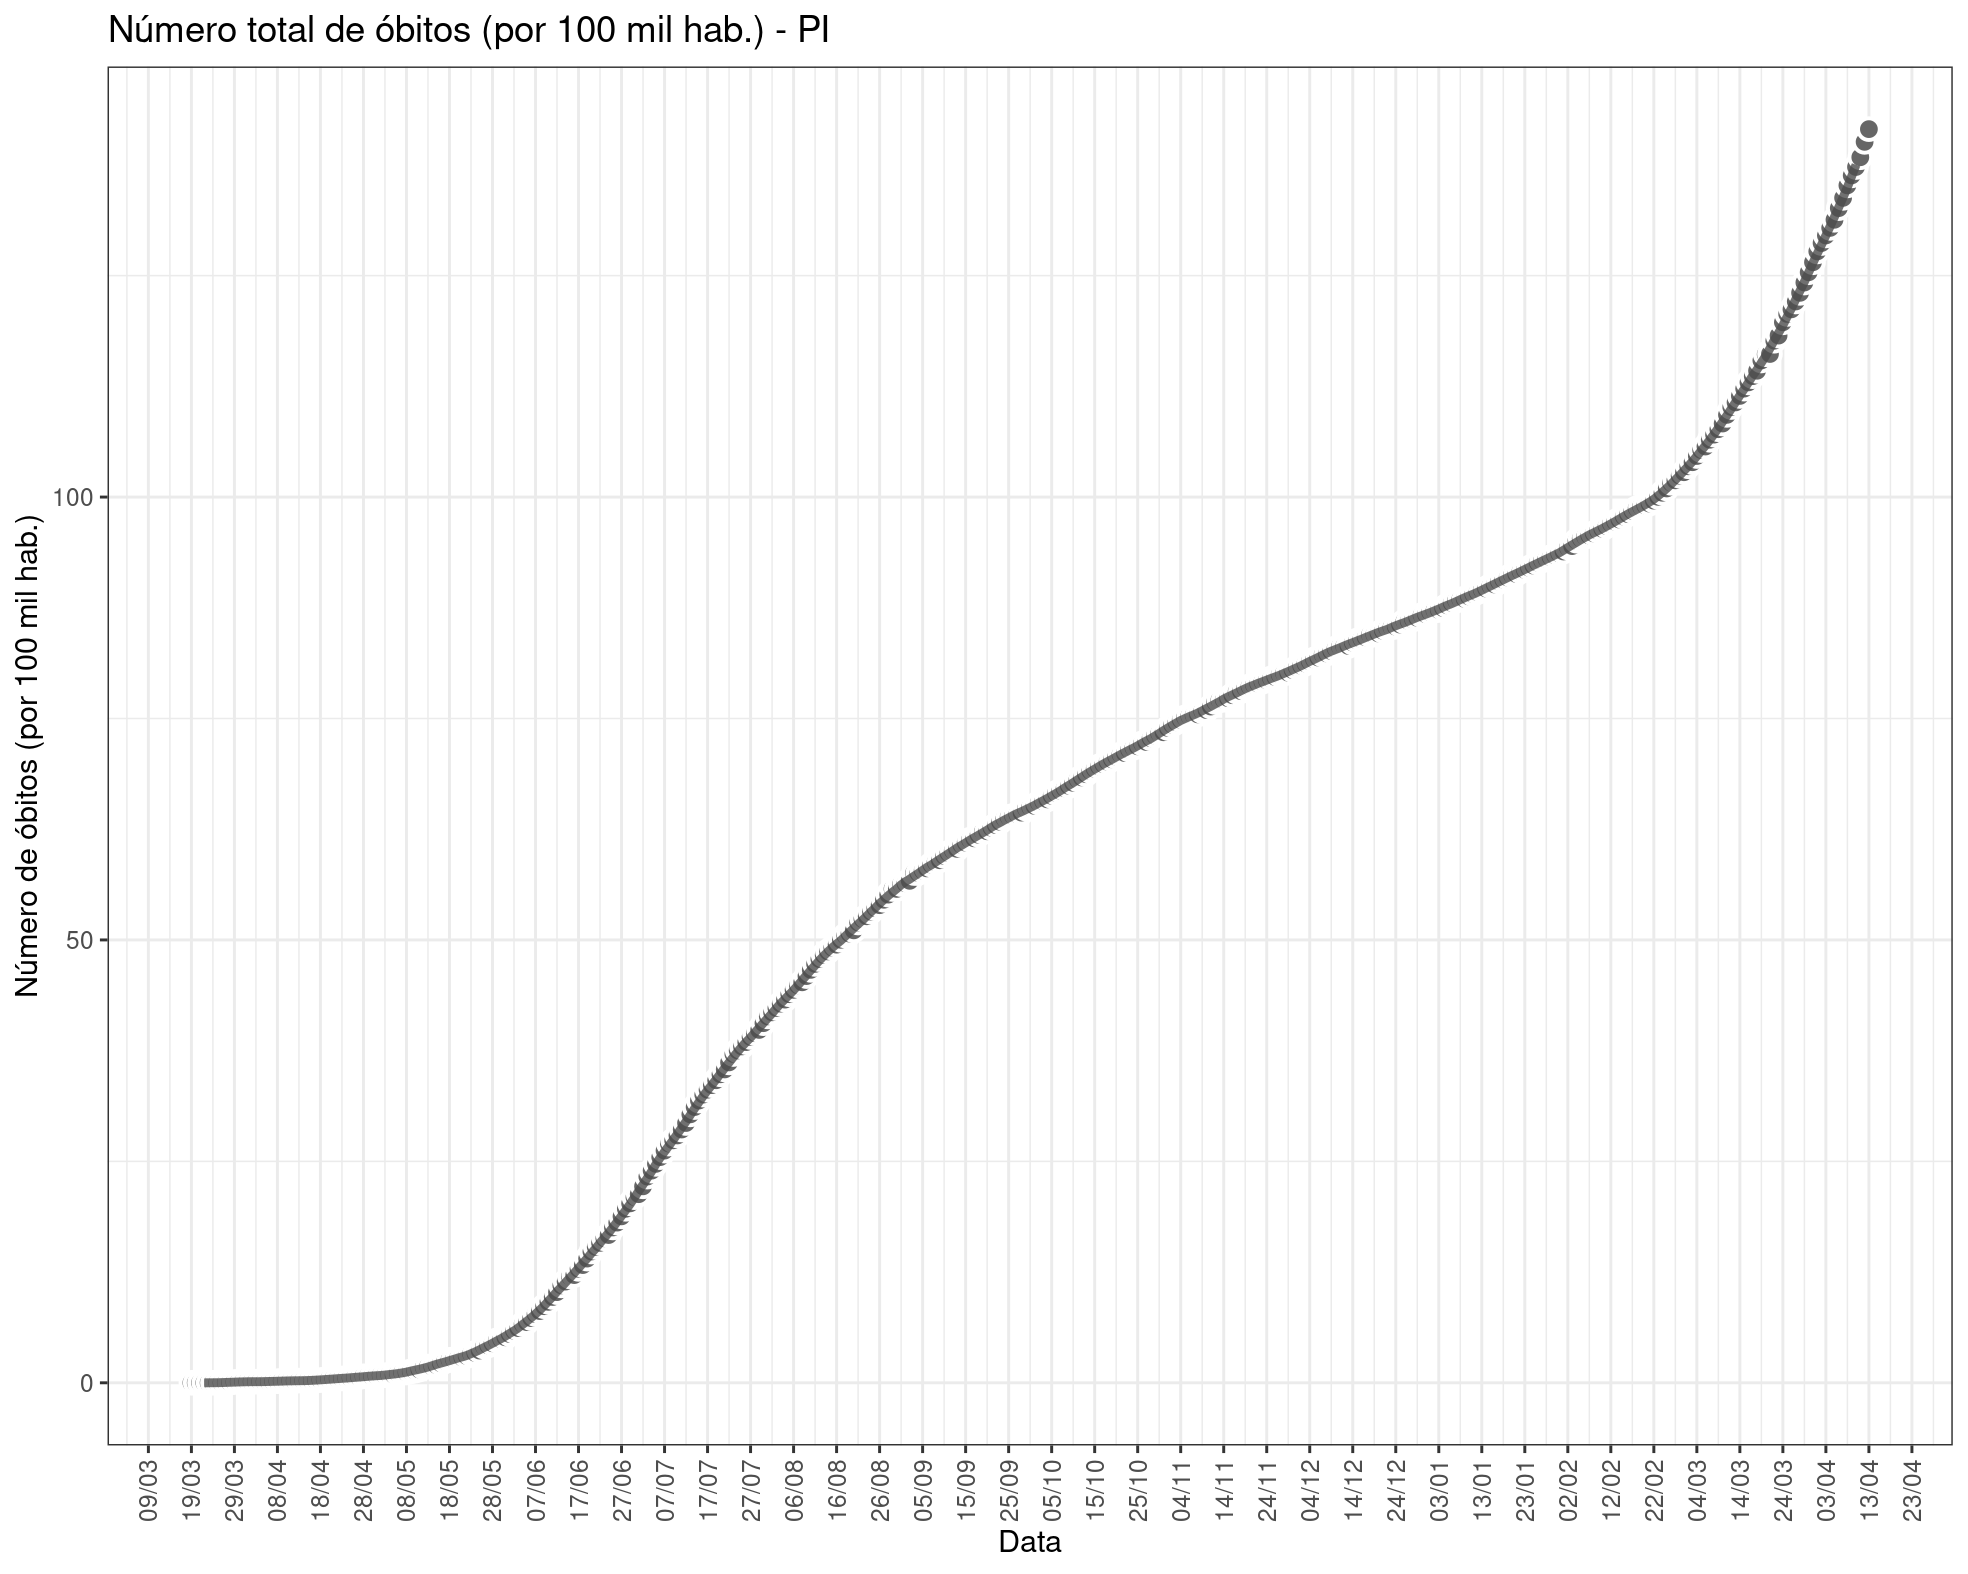 Número total de óbitos (por 100 mil hab.) - PI
Número de óbitos (por 100 mil hab.)
100
50
0
09/03 19/03 29/03 08/04 18/04 28/04 08/05 18/05 28/05 07/06 17/06 27/06 07/07 17/07 27/07 06/08 16/08 26/08 05/09 15/09 25/09 05/10 15/10 25/10 04/11 14/11 24/11 04/12 14/12 24/12 03/01 13/01 23/01 02/02 12/02 22/02 04/03 14/03 24/03 03/04 13/04 23/04
Data